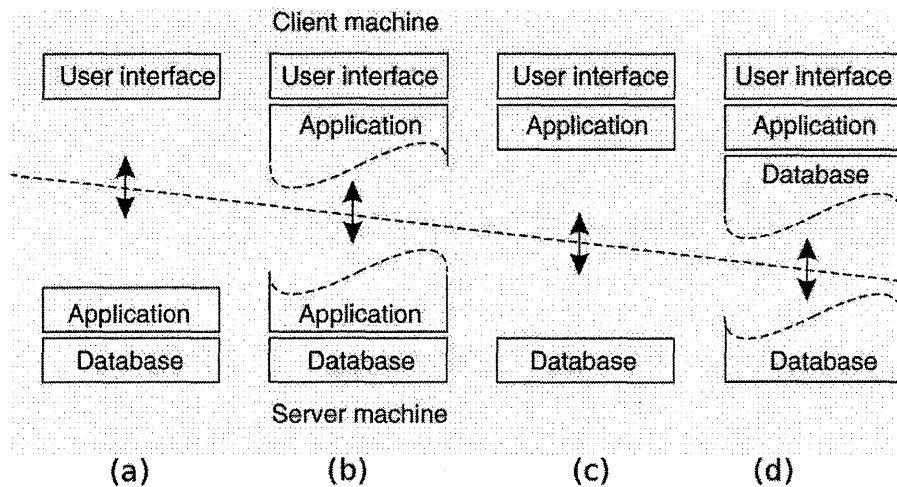 Client machine
User interface
User interface
User interface
User interface
Application
Application
Application
Database
Application
Application
Database
Database
Database
Database
Server machine
(a)
(b)
(c)
(d)